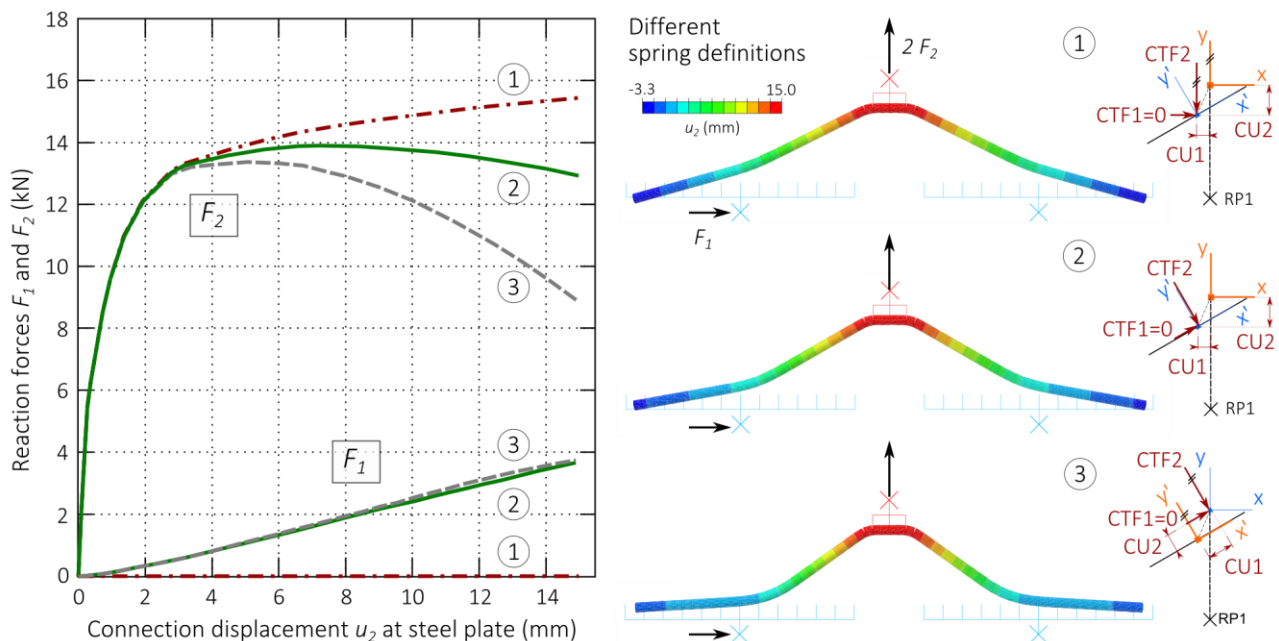 Reaction forces F1 and F2 (kN)
18
16
14
12
10
8
6
4
2
0
0 2 4 6 8 10 12 14
Connection displacement u2 at steel plate (mm)
1
2
3
F2
F1
3
2
1
Different
spring definitions
-3.3 15.0
u2 (mm)
2 F2
F1
1
CTF2
y
y'
x
x'
CTF1=0
CU2
CU1
RP1
2
CTF2
y
y'
x
x'
CTF1=0
CU2
CU1
RP1
3
CTF2
y
y'
x
x'
CTF1=0
CU2
CU1
RP1